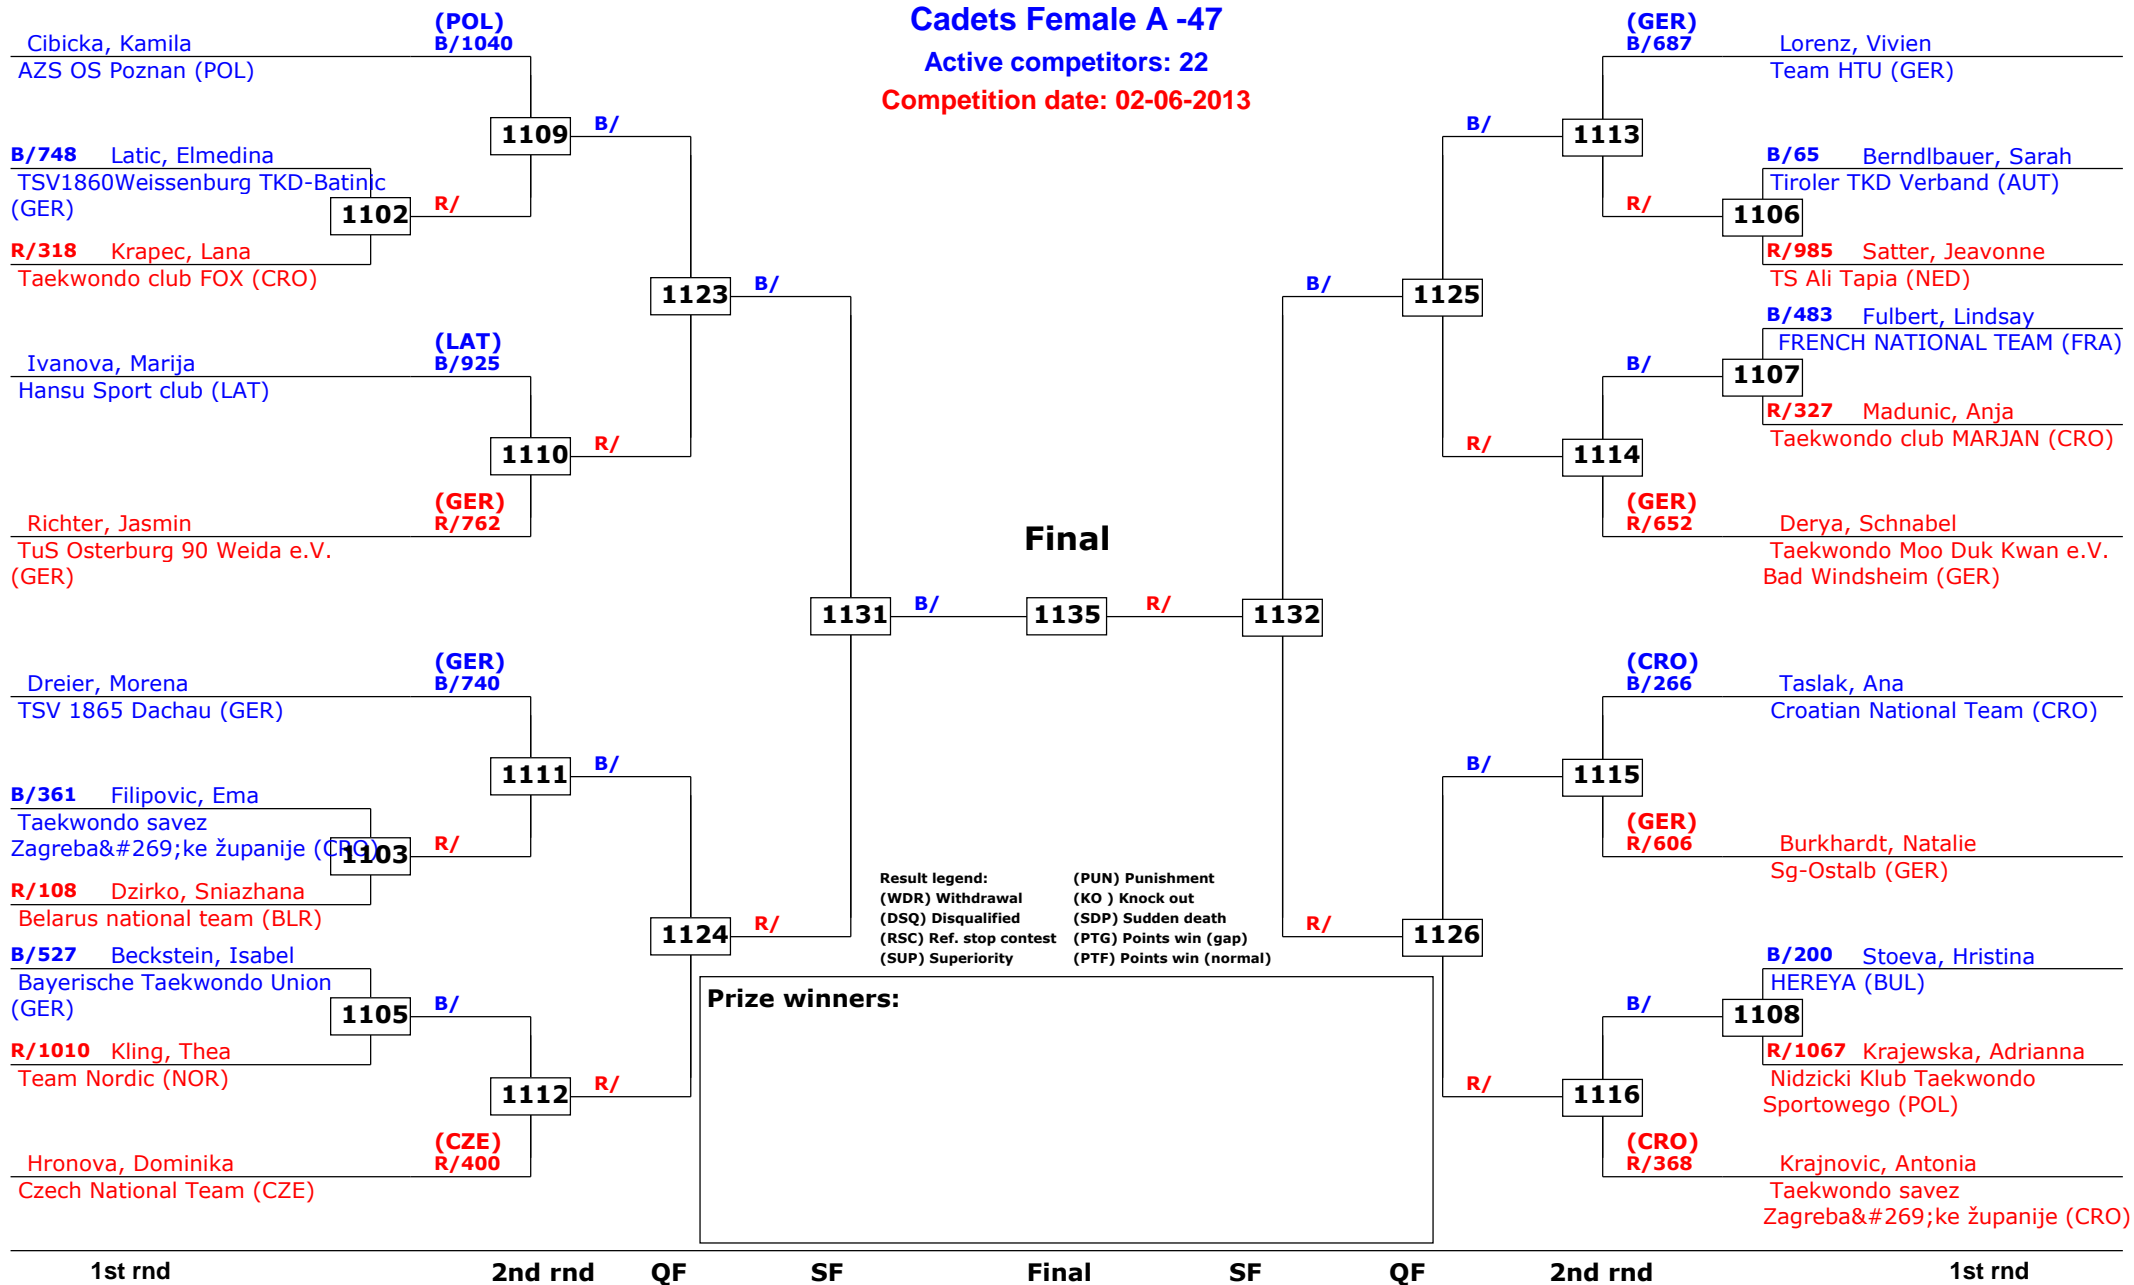 Cadets Female A -47
Active competitors: 22
Competition date: 02-06-2013
(POL)
Cibicka, Kamila B/1040
AZS OS Poznan (POL)
1109 B/
B/748 Latic, Elmedina
TSV1860Weissenburg TKD-Batinic
(GER)
1102 R/
R/318 Krapec, Lana
Taekwondo club FOX (CRO)
1123 B/
(LAT)
Ivanova, Marija B/925
Hansu Sport club (LAT)
1110 R/
(GER)
Richter, Jasmin R/762
TuS Osterburg 90 Weida e.V.
(GER)
1131 B/
(GER)
Dreier, Morena B/740
TSV 1865 Dachau (GER)
1111 B/
B/361 Filipovic, Ema
Taekwondo savez
Zagreba&#269;ke županije (CRO)
1103 R/
R/108 Dzirko, Sniazhana
Belarus national team (BLR)
1124 R/
B/527 Beckstein, Isabel
Bayerische Taekwondo Union
(GER)
1105 B/
R/1010 Kling, Thea
Team Nordic (NOR)
1112 R/
(CZE)
Hronova, Dominika R/400
Czech National Team (CZE)
Final
1135
(GER)
B/687 Lorenz, Vivien
Team HTU (GER)
B/ 1113
B/65 Berndlbauer, Sarah
Tiroler TKD Verband (AUT)
R/ 1106
R/985 Satter, Jeavonne
TS Ali Tapia (NED)
B/ 1125
B/483 Fulbert, Lindsay
FRENCH NATIONAL TEAM (FRA)
B/ 1107
R/327 Madunic, Anja
Taekwondo club MARJAN (CRO)
R/ 1114
(GER)
R/652 Derya, Schnabel
Taekwondo Moo Duk Kwan e.V.
Bad Windsheim (GER)
R/ 1132
(CRO)
B/266 Taslak, Ana
Croatian National Team (CRO)
B/ 1115
(GER)
R/606 Burkhardt, Natalie
Sg-Ostalb (GER)
R/ 1126
B/200 Stoeva, Hristina
HEREYA (BUL)
B/ 1108
R/1067 Krajewska, Adrianna
Nidzicki Klub Taekwondo
Sportowego (POL)
R/ 1116
(CRO)
R/368 Krajnovic, Antonia
Taekwondo savez
Zagreba&#269;ke županije (CRO)
Result legend: (PUN) Punishment
(WDR) Withdrawal (KO ) Knock out
(DSQ) Disqualified (SDP) Sudden death
(RSC) Ref. stop contest (PTG) Points win (gap)
(SUP) Superiority (PTF) Points win (normal)
Prize winners:
1st rnd 2nd rnd QF SF Final SF QF 2nd rnd 1st rnd